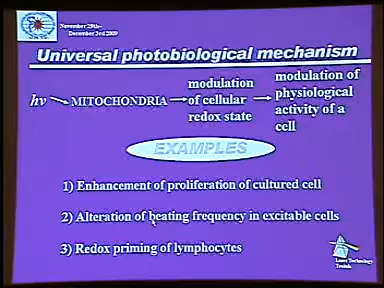 November 29th-
December 3rd 2009
Universal photobiological mechanism
hν
MITOCHONDRIA
modulation
of cellular
redox state
modulation of
physiological
activity of a
cell
EXAMPLES
1) Enhancement of proliferation of cultured cell
2) Alteration of beating frequency in excitable cells
3) Redox priming of lymphocytes
Laser Technology